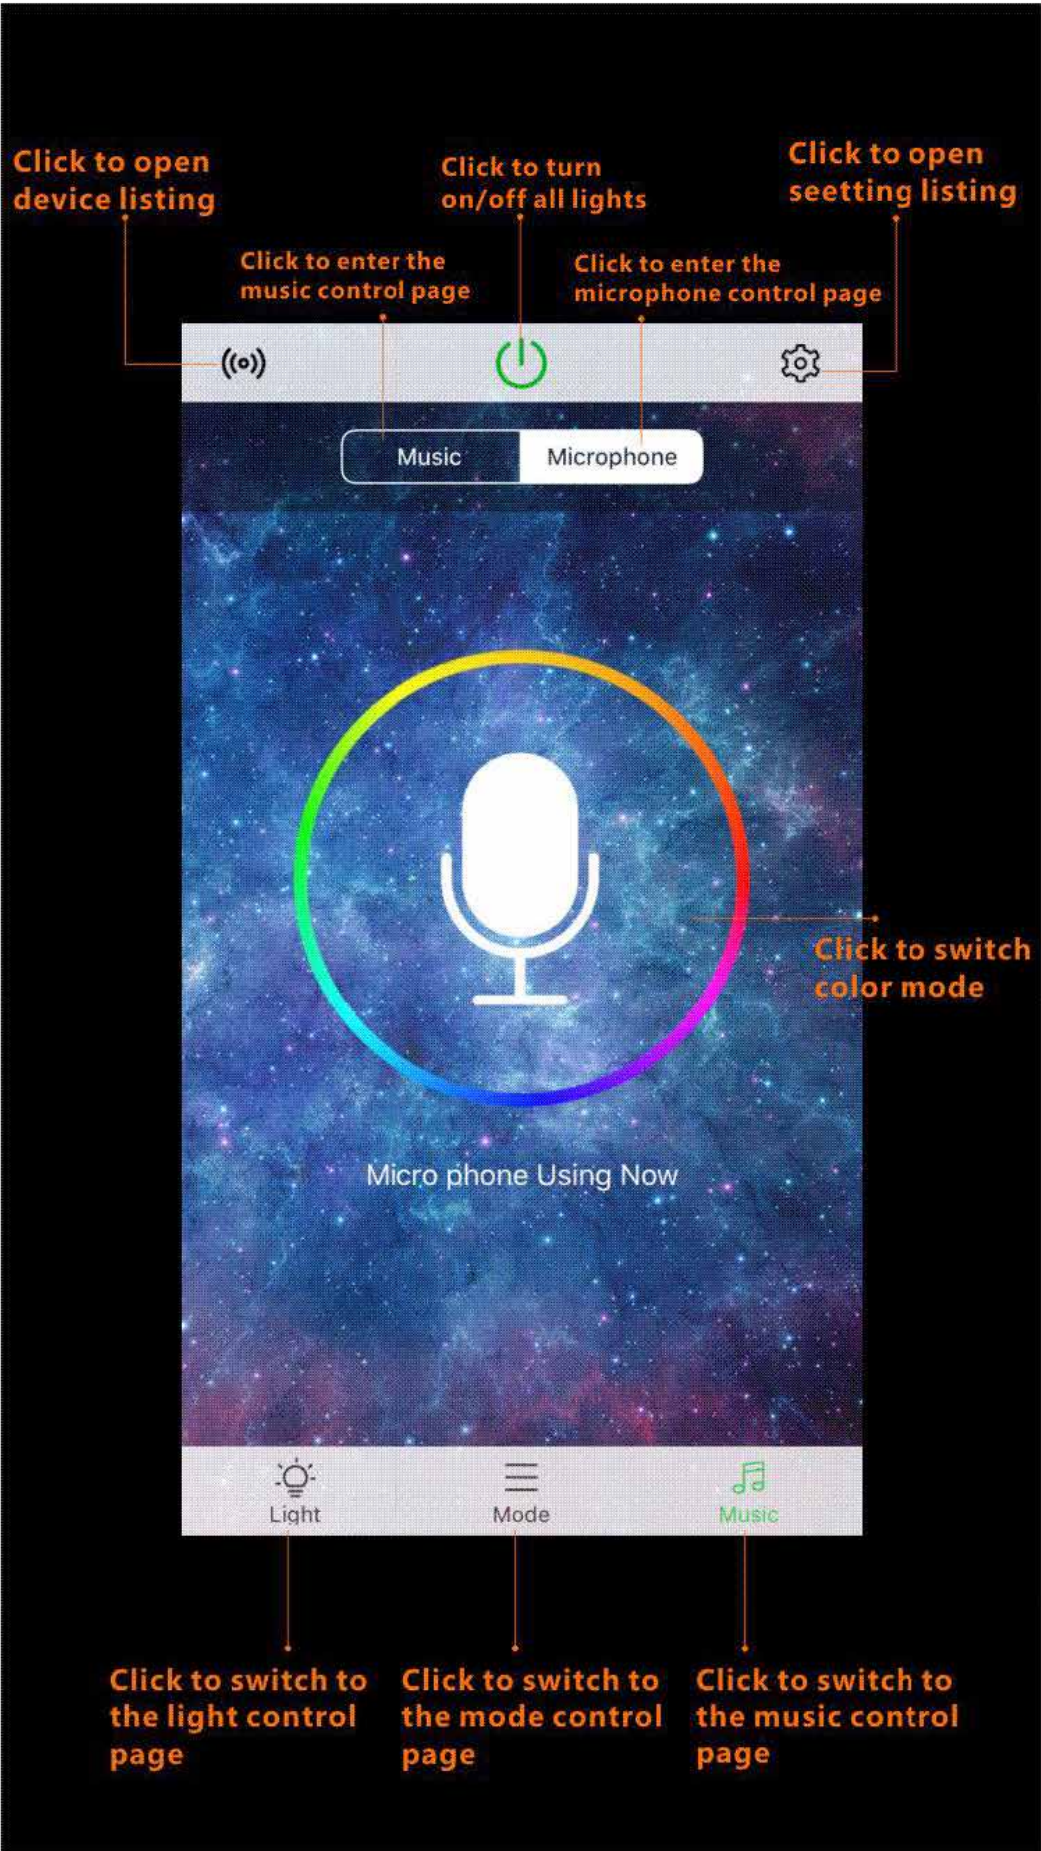 Click to open
device listing
Click to turn
on/off all lights
Click to open
seetting listing
Click to enter the
music control page
Click to enter the
microphone control page
Music
Microphone
Click to switch
color mode
Micro phone Using Now
Light
Mode
Music
Click to switch to
the light control
page
Click to switch to
the mode control
page
Click to switch to
the music control
page